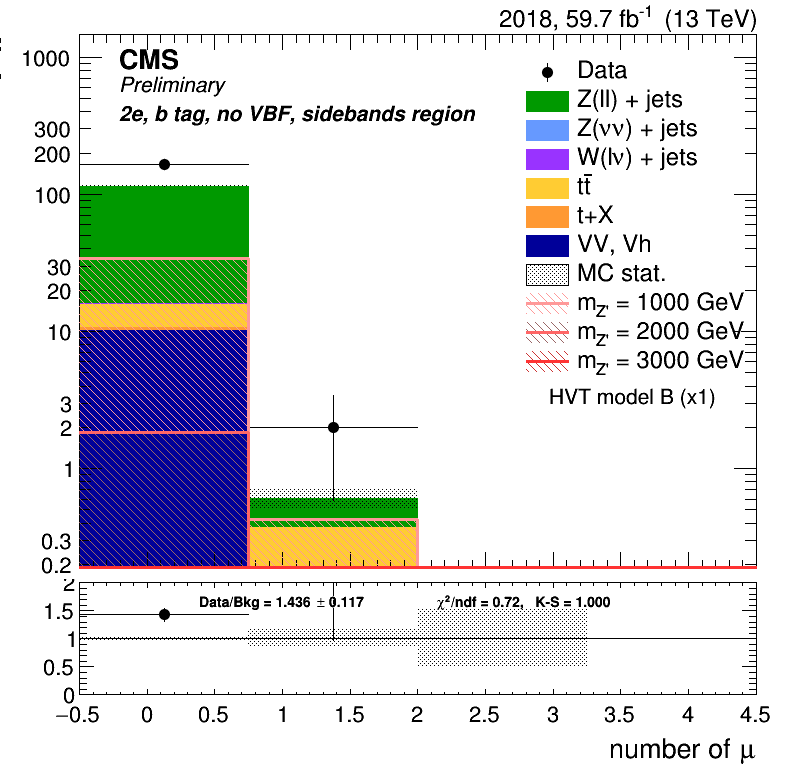 2018, 59.7 fb⁻¹ (13 TeV)
CMS
Preliminary
2e, b tag, no VBF, sidebands region
Data
Z(ll) + jets
Z(νν) + jets
W(lν) + jets
tt̄
t+X
VV, Vh
MC stat.
m_Z' = 1000 GeV
m_Z' = 2000 GeV
m_Z' = 3000 GeV
HVT model B (x1)
1000
300
200
100
30
20
10
3
2
1
0.3
0.2
Data/Bkg = 1.436 ± 0.117
χ²/ndf = 0.72, K-S = 1.000
2
1.5
1
0.5
0
−0.5 0 0.5 1 1.5 2 2.5 3 3.5 4 4.5
number of μ